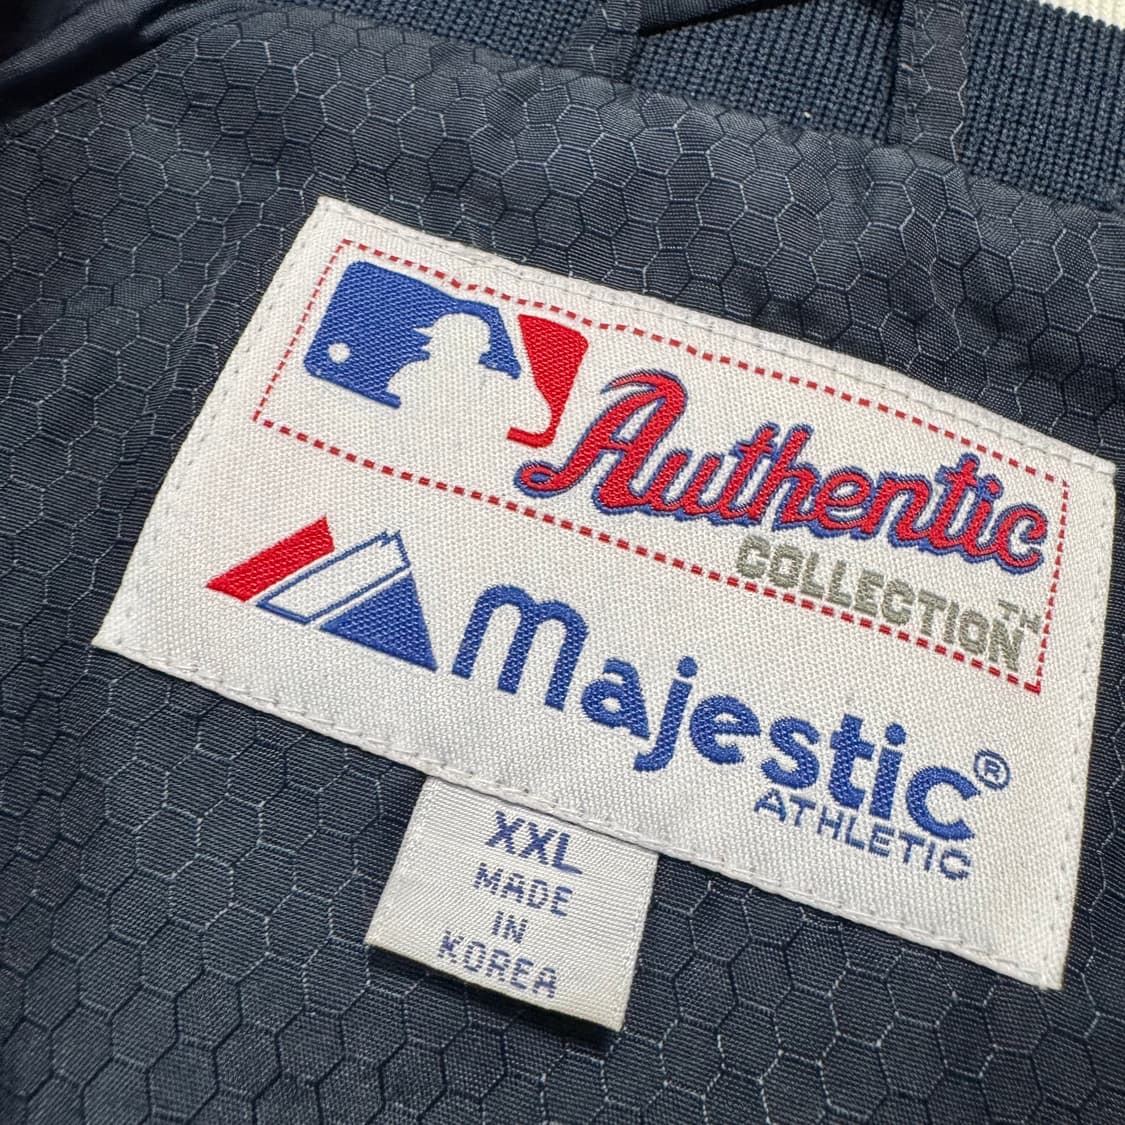 Authentic
COLLECTION™
Majestic®
ATHLETIC
XXL
MADE
IN
KOREA